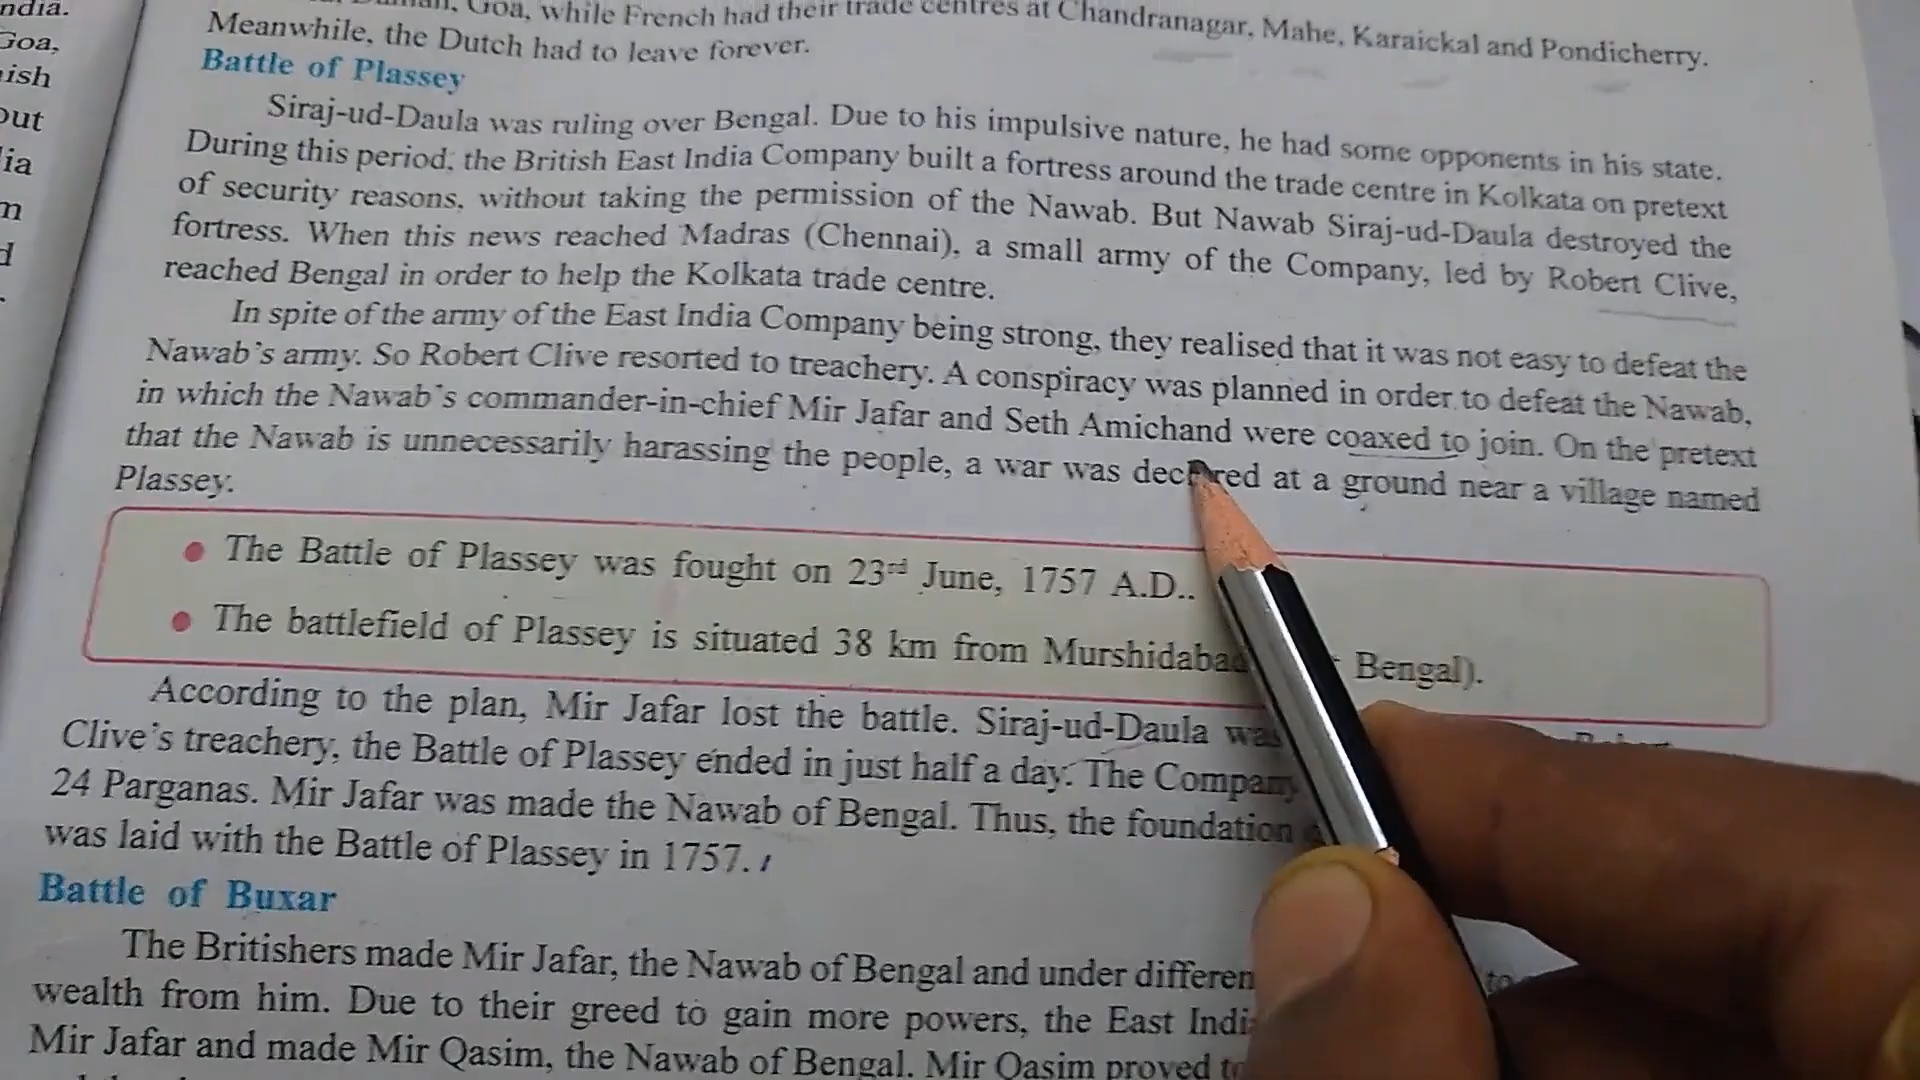 ndia.
Goa,
ish
out
ia
m
d
Goa, while French had their trade centres at Chandranagar, Mahe, Karaickal and Pondicherry.
Meanwhile, the Dutch had to leave forever.
Battle of Plassey
Siraj-ud-Daula was ruling over Bengal. Due to his impulsive nature, he had some opponents in his state.
During this period, the British East India Company built a fortress around the trade centre in Kolkata on pretext
of security reasons, without taking the permission of the Nawab. But Nawab Siraj-ud-Daula destroyed the
fortress. When this news reached Madras (Chennai), a small army of the Company, led by Robert Clive,
reached Bengal in order to help the Kolkata trade centre.
In spite of the army of the East India Company being strong, they realised that it was not easy to defeat the
Nawab's army. So Robert Clive resorted to treachery. A conspiracy was planned in order to defeat the Nawab,
in which the Nawab's commander-in-chief Mir Jafar and Seth Amichand were coaxed to join. On the pretext
that the Nawab is unnecessarily harassing the people, a war was declared at a ground near a village named
Plassey.
• The Battle of Plassey was fought on 23rd June, 1757 A.D..
• The battlefield of Plassey is situated 38 km from Murshidabad Bengal).
According to the plan, Mir Jafar lost the battle. Siraj-ud-Daula was
Clive's treachery, the Battle of Plassey ended in just half a day. The Company
24 Parganas. Mir Jafar was made the Nawab of Bengal. Thus, the foundation
was laid with the Battle of Plassey in 1757.
Battle of Buxar
The Britishers made Mir Jafar, the Nawab of Bengal and under differen
wealth from him. Due to their greed to gain more powers, the East Indi
Mir Jafar and made Mir Qasim, the Nawab of Bengal. Mir Qasim proved to